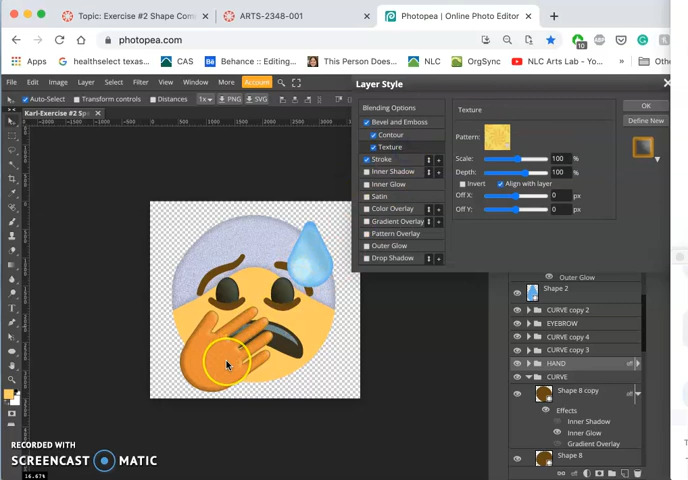 Topic: Exercise #2 Shape Com
ARTS-2348-001
Photopea | Online Photo Editor
photopea.com
healthselect texas...
CAS
Behance :: Editing...
This Person Does...
NLC
OrgSync
NLC Arts Lab - Yo...
Othe
File Edit Image Layer Select Filter View Window More Account
Auto-Select Transform controls Distances 1x PNG SVG
Karl-Exercise #2 Sp
Layer Style
Blending Options
Bevel and Emboss
Contour
Texture
Stroke
Inner Shadow
Inner Glow
Satin
Color Overlay
Gradient Overlay
Pattern Overlay
Outer Glow
Drop Shadow
Texture
Pattern:
Scale: 100 %
Depth: 100 %
Invert Align with layer
Off X: 0 px
Off Y: 0 px
OK
Define New
Outer Glow
Shape 2
CURVE copy 2
EYEBROW
CURVE copy 4
CURVE copy 3
HAND
CURVE
Shape 8 copy
Effects
Inner Shadow
Inner Glow
Gradient Overlay
Shape 8
RECORDED WITH
SCREENCAST MATIC
16.67%